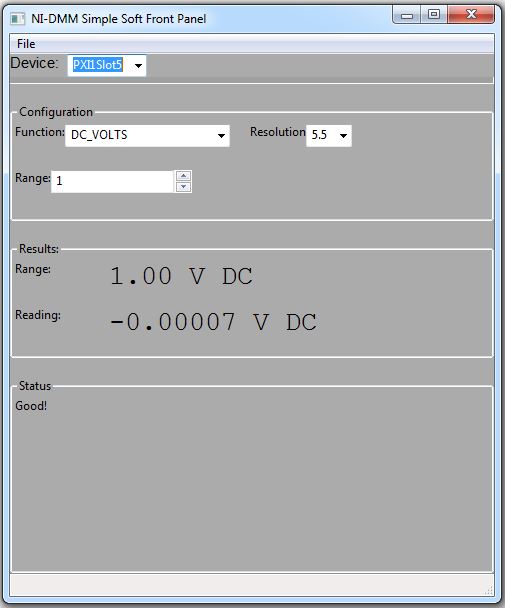 NI-DMM Simple Soft Front Panel
File
Device: PXI1Slot5
Configuration
Function: DC_VOLTS Resolution 5.5
Range: 1
Results:
Range: 1.00 V DC
Reading: -0.00007 V DC
Status
Good!